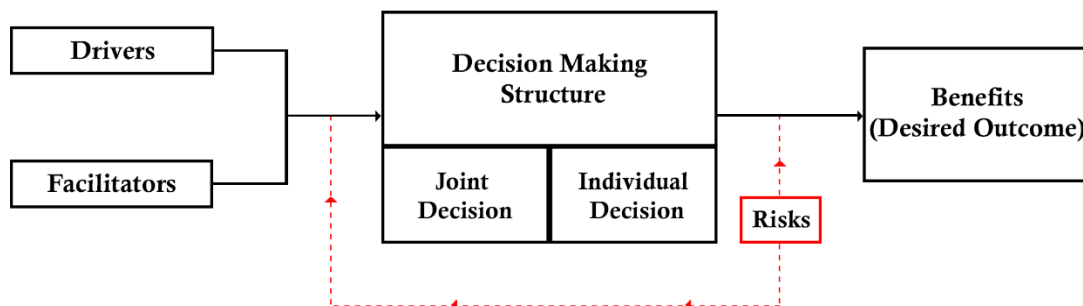 Drivers
Facilitators
Decision Making
Structure
Joint
Decision
Individual
Decision
Risks
Benefits
(Desired Outcome)